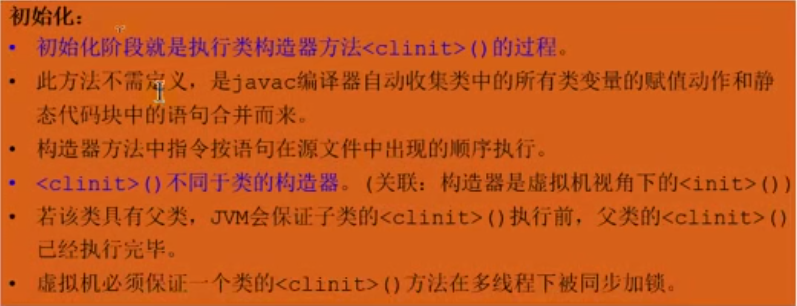 初始化：
• 初始化阶段就是执行类构造器方法<clinit>()的过程。
• 此方法不需定义，是javac编译器自动收集类中的所有类变量的赋值动作和静
态代码块中的语句合并而来。
• 构造器方法中指令按语句在源文件中出现的顺序执行。
• <clinit>()不同于类的构造器。(关联：构造器是虚拟机视角下的<init>())
• 若该类具有父类，JVM会保证子类的<clinit>()执行前，父类的<clinit>()
已经执行完毕。
• 虚拟机必须保证一个类的<clinit>()方法在多线程下被同步加锁。